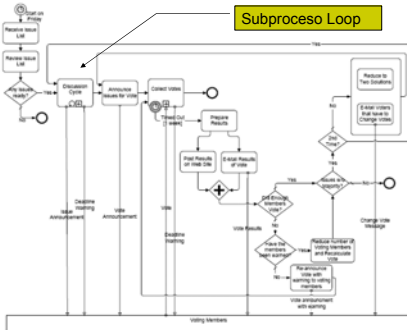 Subproceso Loop
Start on
Friday
Receive Issue
List
Review Issue
List
Any issues
ready?
No
Yes
Discussion
Cycle
Announce
Issues for Vote
Collect Votes
Timed Out
[1 week]
Prepare
Results
Post Results
on Web Site
E-Mail Results
of Vote
Yes
Reduce to
Two Solutions
E-Mail Voters
that have to
Change Votes
No
2nd
Time?
Yes
No
Yes
Did Enough
Members
Vote?
No
Have the
members
been warned?
Yes
Reduce number of
Voting Members and
Recalculate Vote
No
Re-announce
Vote with
warning to
voting members
Issue
Announcement
Deadline
Warning
Vote
Announcement
Vote
Deadline
Warning
Vote Results
Change Vote
Message
Vote announcement
with warning
Voting Members